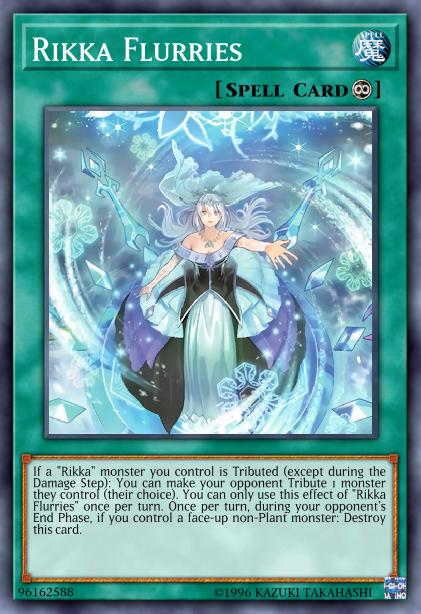 RIKKA FLURRIES
SPELL
魔
[SPELL CARD]
If a "Rikka" monster you control is Tributed (except during the
Damage Step): You can make your opponent Tribute 1 monster
they control (their choice). You can only use this effect of "Rikka
Flurries" once per turn. Once per turn, during your opponent's
End Phase, if you control a face-up non-Plant monster: Destroy
this card.
96162588
©1996 KAZUKI TAKAHASHI